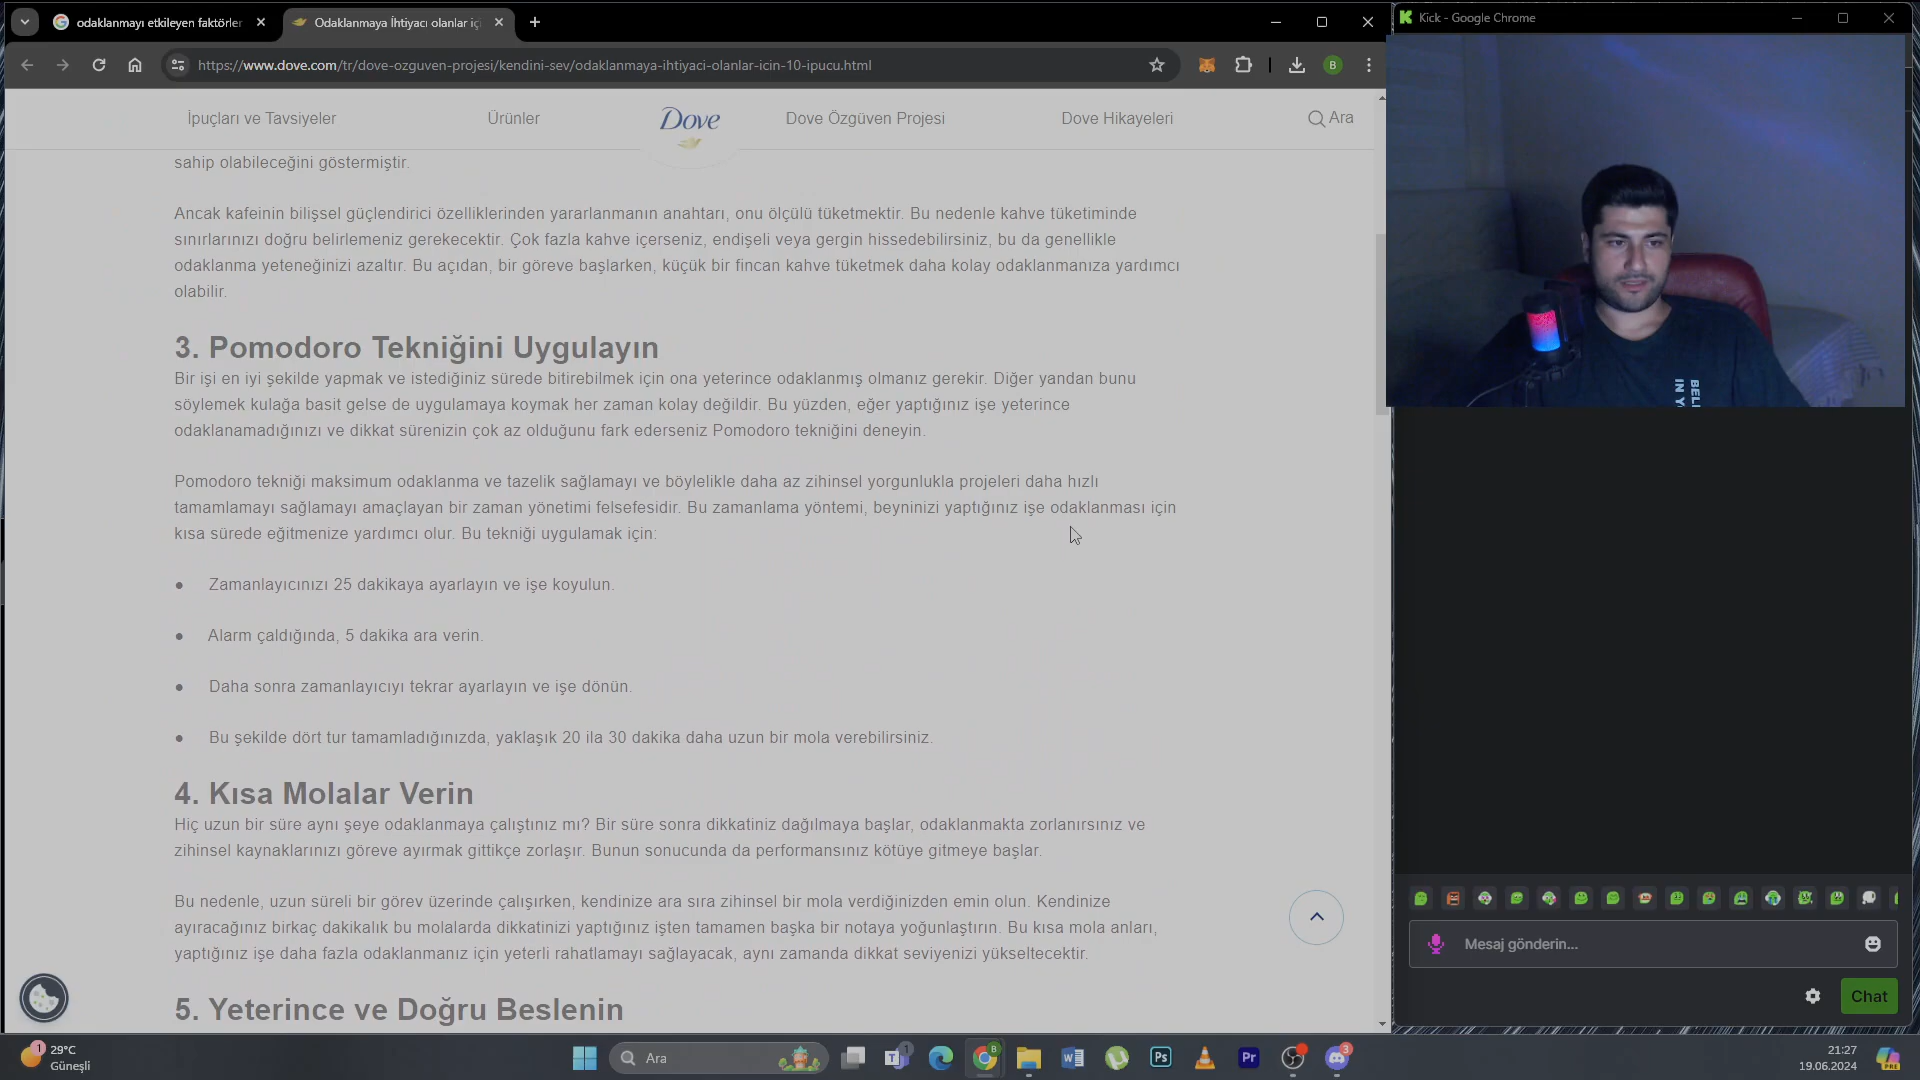 odaklanmayı etkileyen faktörler
Odaklanmaya İhtiyacı olanlar içi
https://www.dove.com/tr/dove-ozguven-projesi/kendini-sev/odaklanmaya-ihtiyaci-olanlar-icin-10-ipucu.html
B
Kick - Google Chrome
İpuçları ve Tavsiyeler
Ürünler
Dove
Dove Özgüven Projesi
Dove Hikayeleri
Ara
sahip olabileceğini göstermiştir.
Ancak kafeinin bilişsel güçlendirici özelliklerinden yararlanmanın anahtarı, onu ölçülü tüketmektir. Bu nedenle kahve tüketiminde
sınırlarınızı doğru belirlemeniz gerekecektir. Çok fazla kahve içerseniz, endişeli veya gergin hissedebilirsiniz, bu da genellikle
odaklanma yeteneğinizi azaltır. Bu açıdan, bir göreve başlarken, küçük bir fincan kahve tüketmek daha kolay odaklanmanıza yardımcı
olabilir.
3. Pomodoro Tekniğini Uygulayın
Bir işi en iyi şekilde yapmak ve istediğiniz sürede bitirebilmek için ona yeterince odaklanmış olmanız gerekir. Diğer yandan bunu
söylemek kulağa basit gelse de uygulamaya koymak her zaman kolay değildir. Bu yüzden, eğer yaptığınız işe yeterince
odaklanamadığınızı ve dikkat sürenizin çok az olduğunu fark ederseniz Pomodoro tekniğini deneyin.
Pomodoro tekniği maksimum odaklanma ve tazelik sağlamayı ve böylelikle daha az zihinsel yorgunlukla projeleri daha hızlı
tamamlamayı sağlamayı amaçlayan bir zaman yönetimi felsefesidir. Bu zamanlama yöntemi, beyninizi yaptığınız işe odaklanması için
kısa sürede eğitmenize yardımcı olur. Bu tekniği uygulamak için:
● Zamanlayıcınızı 25 dakikaya ayarlayın ve işe koyulun.
● Alarm çaldığında, 5 dakika ara verin.
● Daha sonra zamanlayıcıyı tekrar ayarlayın ve işe dönün.
● Bu şekilde dört tur tamamladığınızda, yaklaşık 20 ila 30 dakika daha uzun bir mola verebilirsiniz.
4. Kısa Molalar Verin
Hiç uzun bir süre aynı şeye odaklanmaya çalıştınız mı? Bir süre sonra dikkatiniz dağılmaya başlar, odaklanmakta zorlanırsınız ve
zihinsel kaynaklarınızı göreve ayırmak gittikçe zorlaşır. Bunun sonucunda da performansınız kötüye gitmeye başlar.
Bu nedenle, uzun süreli bir görev üzerinde çalışırken, kendinize ara sıra zihinsel bir mola verdiğinizden emin olun. Kendinize
ayıracağınız birkaç dakikalık bu molalarda dikkatinizi yaptığınız işten tamamen başka bir notaya yoğunlaştırın. Bu kısa mola anları,
yaptığınız işe daha fazla odaklanmanız için yeterli rahatlamayı sağlayacak, aynı zamanda dikkat seviyenizi yükseltecektir.
5. Yeterince ve Doğru Beslenin
Mesaj gönderin...
Chat
1
29°C
Güneşli
Ara
1
B
Ps
Pr
3
21:27
19.06.2024
PRE